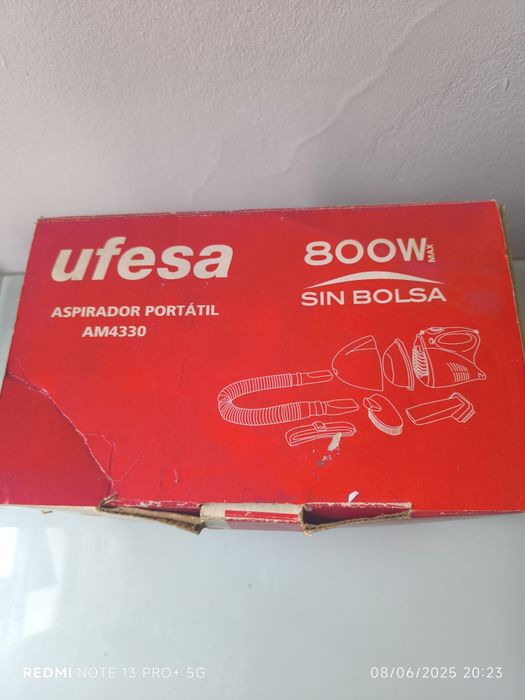 ufesa
ASPIRADOR PORTÁTIL
AM4330
800W MAX
SIN BOLSA
REDMI NOTE 13 PRO+ 5G
08/06/2025 20:23